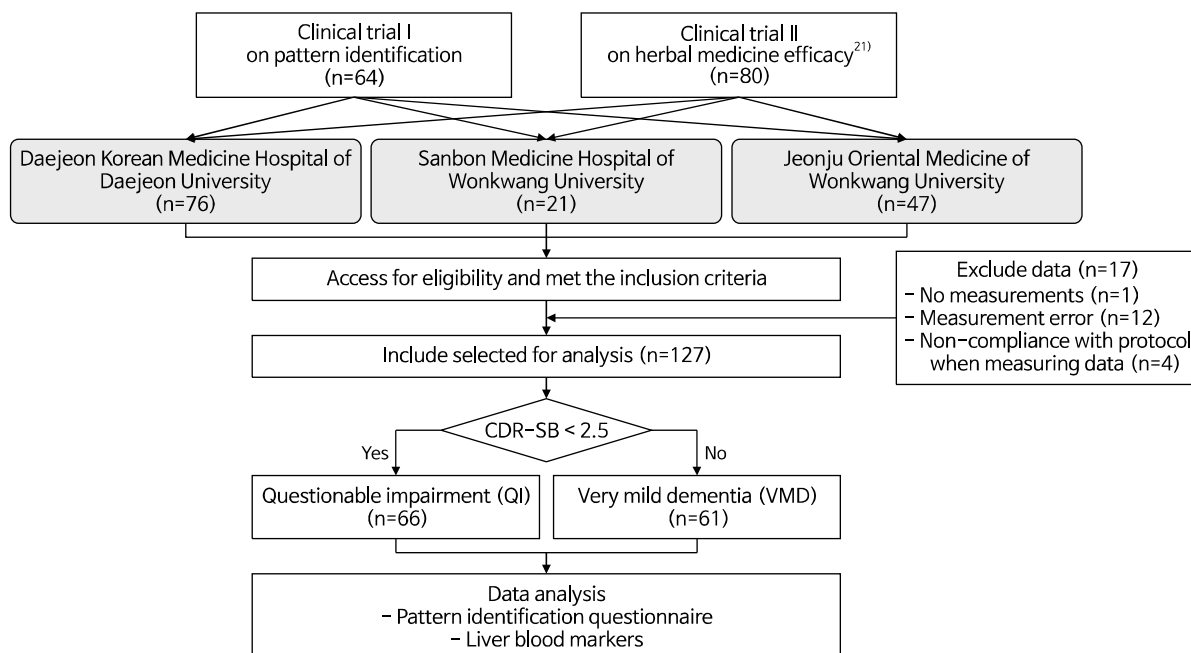 Clinical trial I
on pattern identification
(n=64)
Clinical trial II
on herbal medicine efficacy21)
(n=80)
Daejeon Korean Medicine Hospital of
Daejeon University
(n=76)
Sanbon Medicine Hospital of
Wonkwang University
(n=21)
Jeonju Oriental Medicine of
Wonkwang University
(n=47)
Access for eligibility and met the inclusion criteria
Exclude data (n=17)
- No measurements (n=1)
- Measurement error (n=12)
- Non-compliance with protocol
when measuring data (n=4)
Include selected for analysis (n=127)
CDR-SB < 2.5
Yes
No
Questionable impairment (QI)
(n=66)
Very mild dementia (VMD)
(n=61)
Data analysis
- Pattern identification questionnaire
- Liver blood markers